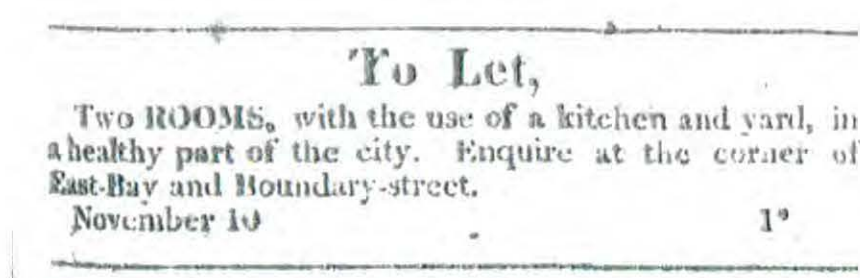 To Let,
Two ROOMS, with the use of a kitchen and yard, in
a healthy part of the city. Enquire at the corner of
East-Bay and Boundary-street.
November 10 1*